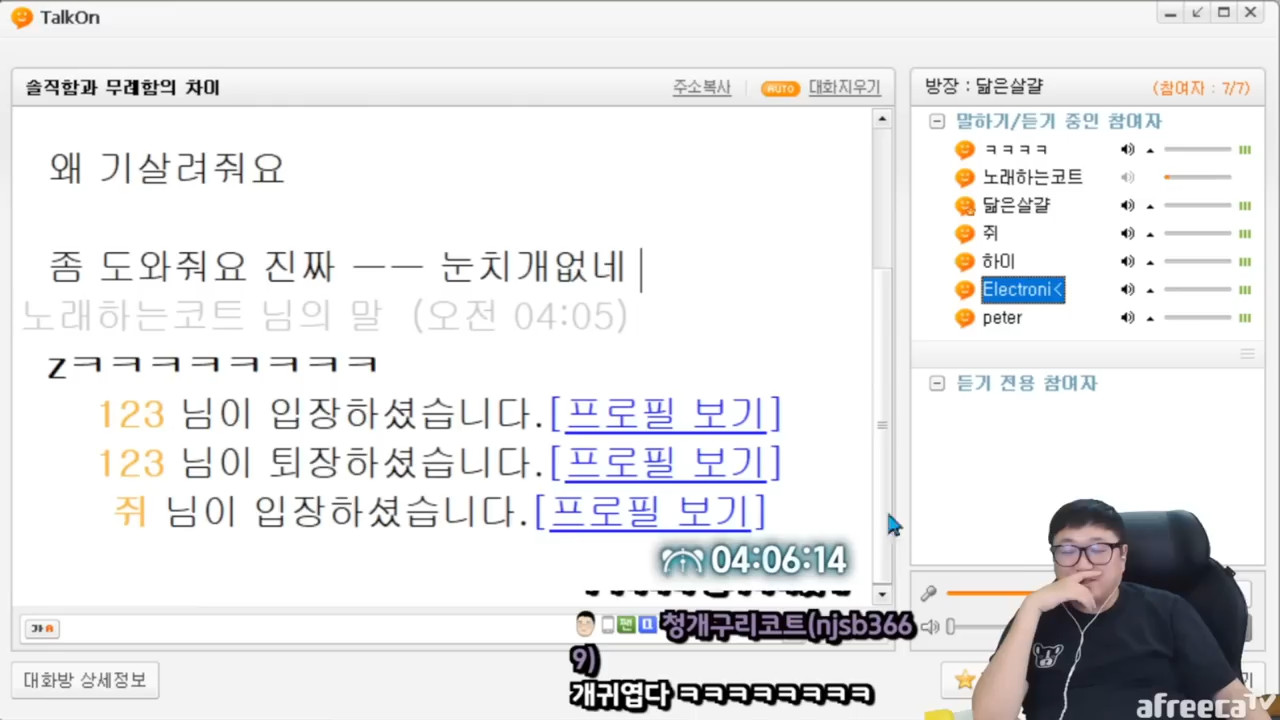 TalkOn
솔직함과 무례함의 차이
주소복사
AUTO
대화지우기
왜 기살려줘요
좀 도와줘요 진짜 ㅡㅡ 눈치개없네
노래하는코트 님의 말 (오전 04:05)
zㅋㅋㅋㅋㅋㅋㅋㅋ
123 님이 입장하셨습니다.[프로필 보기]
123 님이 퇴장하셨습니다.[프로필 보기]
쥐 님이 입장하셨습니다.[프로필 보기]
04:06:14
가
대화방 상세정보
방장 : 닮은살걀
(참여자 : 7/7)
말하기/듣기 중인 참여자
ㅋㅋㅋㅋ
노래하는코트
닮은살걀
쥐
하이
Electroni<
peter
듣기 전용 참여자
팬
청개구리코트(njsb366
9)
개귀엽다 ㅋㅋㅋㅋㅋㅋㅋㅋ
afreecaTV